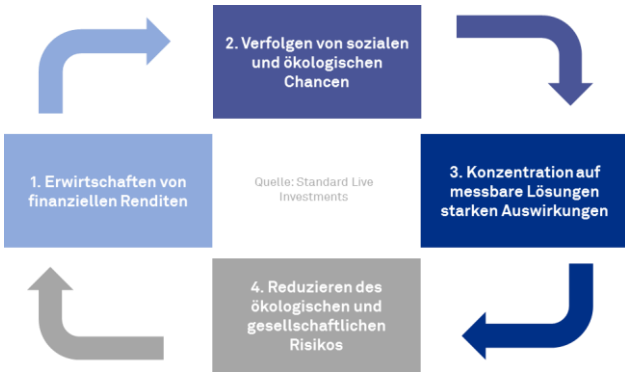 2. Verfolgen von sozialen
und ökologischen
Chancen
1. Erwirtschaften von
finanziellen Renditen
Quelle: Standard Live
Investments
3. Konzentration auf
messbare Lösungen
starken Auswirkungen
4. Reduzieren des
ökologischen und
gesellschaftlichen
Risikos